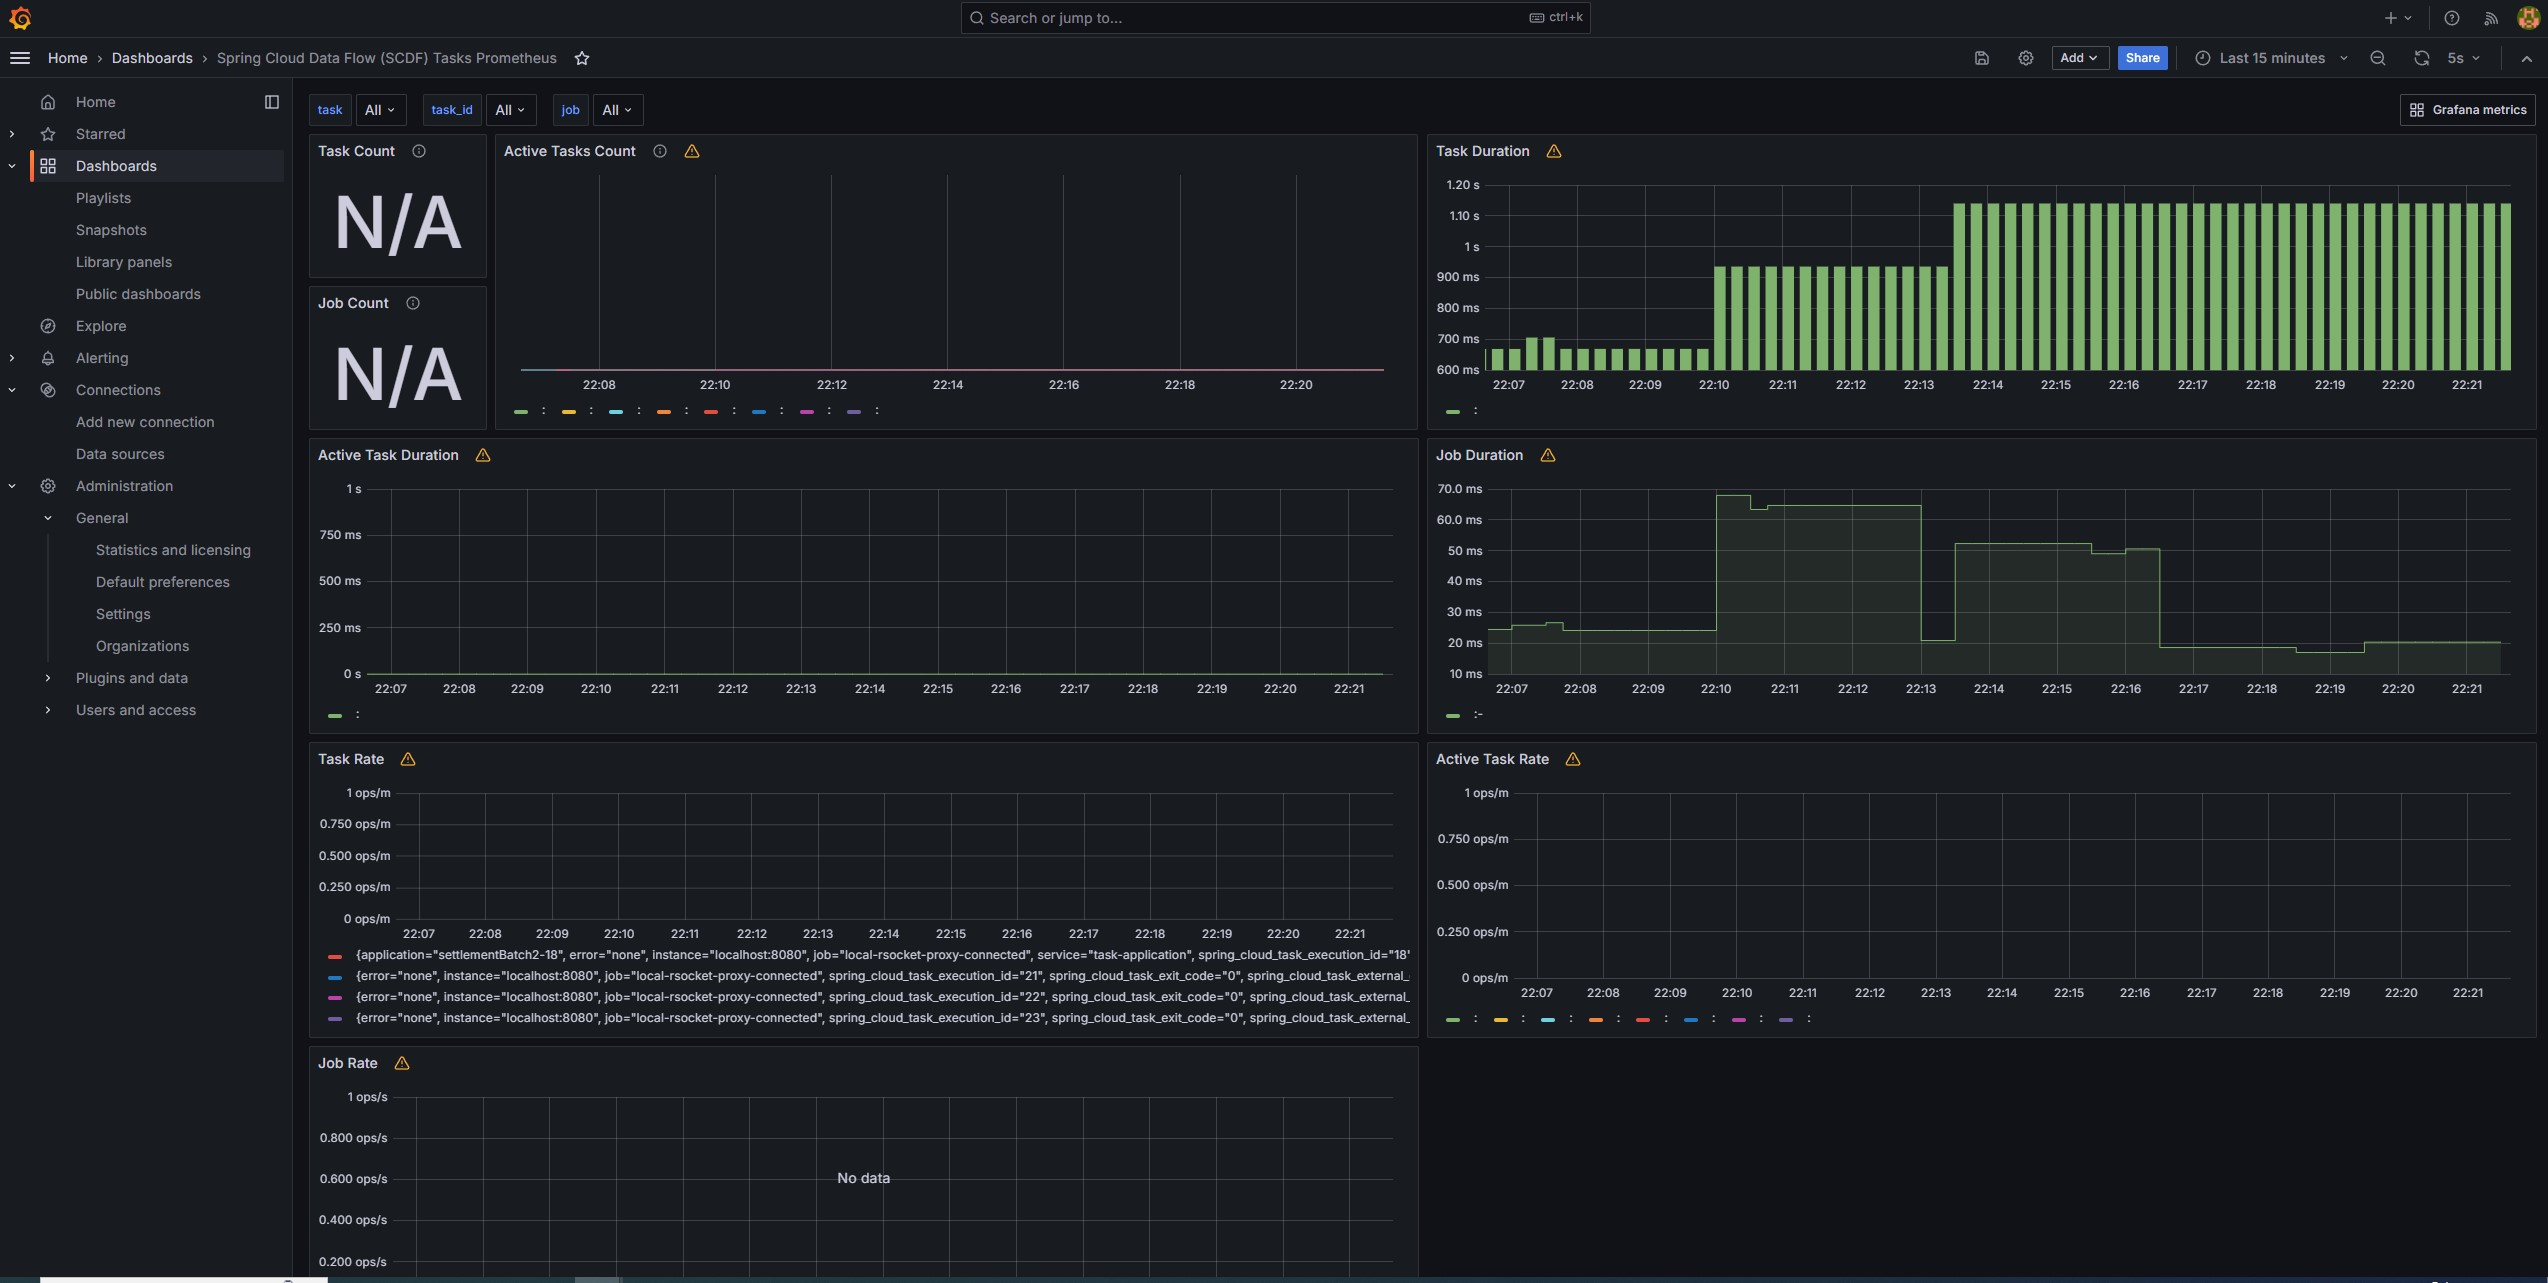 Search or jump to...
ctrl+k
Home › Dashboards › Spring Cloud Data Flow (SCDF) Tasks Prometheus
Add
Share
Last 15 minutes
5s
Home
Starred
Dashboards
Playlists
Snapshots
Library panels
Public dashboards
Explore
Alerting
Connections
Add new connection
Data sources
Administration
General
Statistics and licensing
Default preferences
Settings
Organizations
Plugins and data
Users and access
task All task_id All job All
Grafana metrics
Task Count
N/A
Job Count
N/A
Active Tasks Count
22:08 22:10 22:12 22:14 22:16 22:18 22:20
: : : : : : : :
Task Duration
1.20 s
1.10 s
1 s
900 ms
800 ms
700 ms
600 ms
22:07 22:08 22:09 22:10 22:11 22:12 22:13 22:14 22:15 22:16 22:17 22:18 22:19 22:20 22:21
:
Active Task Duration
1 s
750 ms
500 ms
250 ms
0 s
22:07 22:08 22:09 22:10 22:11 22:12 22:13 22:14 22:15 22:16 22:17 22:18 22:19 22:20 22:21
:
Job Duration
70.0 ms
60.0 ms
50 ms
40 ms
30 ms
20 ms
10 ms
22:07 22:08 22:09 22:10 22:11 22:12 22:13 22:14 22:15 22:16 22:17 22:18 22:19 22:20 22:21
:-
Task Rate
1 ops/m
0.750 ops/m
0.500 ops/m
0.250 ops/m
0 ops/m
22:07 22:08 22:09 22:10 22:11 22:12 22:13 22:14 22:15 22:16 22:17 22:18 22:19 22:20 22:21
{application="settlementBatch2-18", error="none", instance="localhost:8080", job="local-rsocket-proxy-connected", service="task-application", spring_cloud_task_execution_id="18"
{error="none", instance="localhost:8080", job="local-rsocket-proxy-connected", spring_cloud_task_execution_id="21", spring_cloud_task_exit_code="0", spring_cloud_task_external_
{error="none", instance="localhost:8080", job="local-rsocket-proxy-connected", spring_cloud_task_execution_id="22", spring_cloud_task_exit_code="0", spring_cloud_task_external_
{error="none", instance="localhost:8080", job="local-rsocket-proxy-connected", spring_cloud_task_execution_id="23", spring_cloud_task_exit_code="0", spring_cloud_task_external_
Active Task Rate
1 ops/m
0.750 ops/m
0.500 ops/m
0.250 ops/m
0 ops/m
22:07 22:08 22:09 22:10 22:11 22:12 22:13 22:14 22:15 22:16 22:17 22:18 22:19 22:20 22:21
: : : : : : : :
Job Rate
1 ops/s
0.800 ops/s
0.600 ops/s
0.400 ops/s
0.200 ops/s
No data